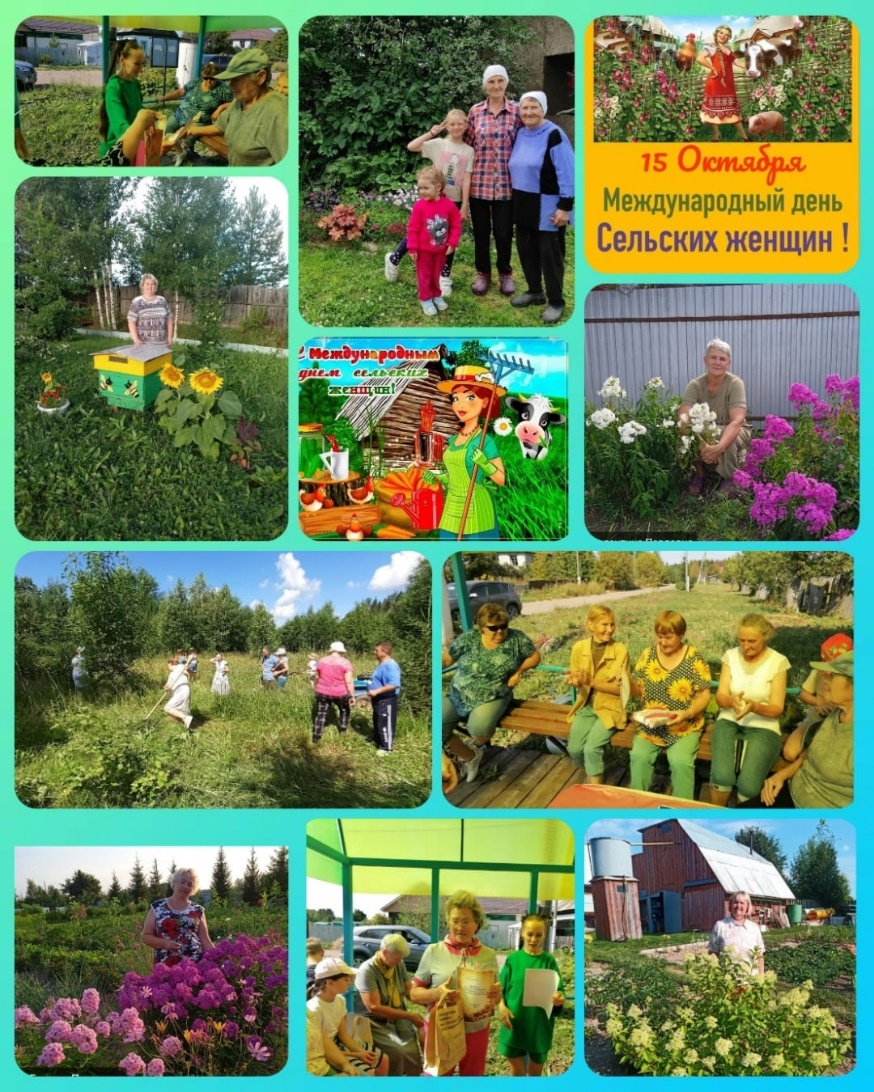 15 Октября
Международный день
Сельских женщин !
С Международным
днем сельских
женщин!